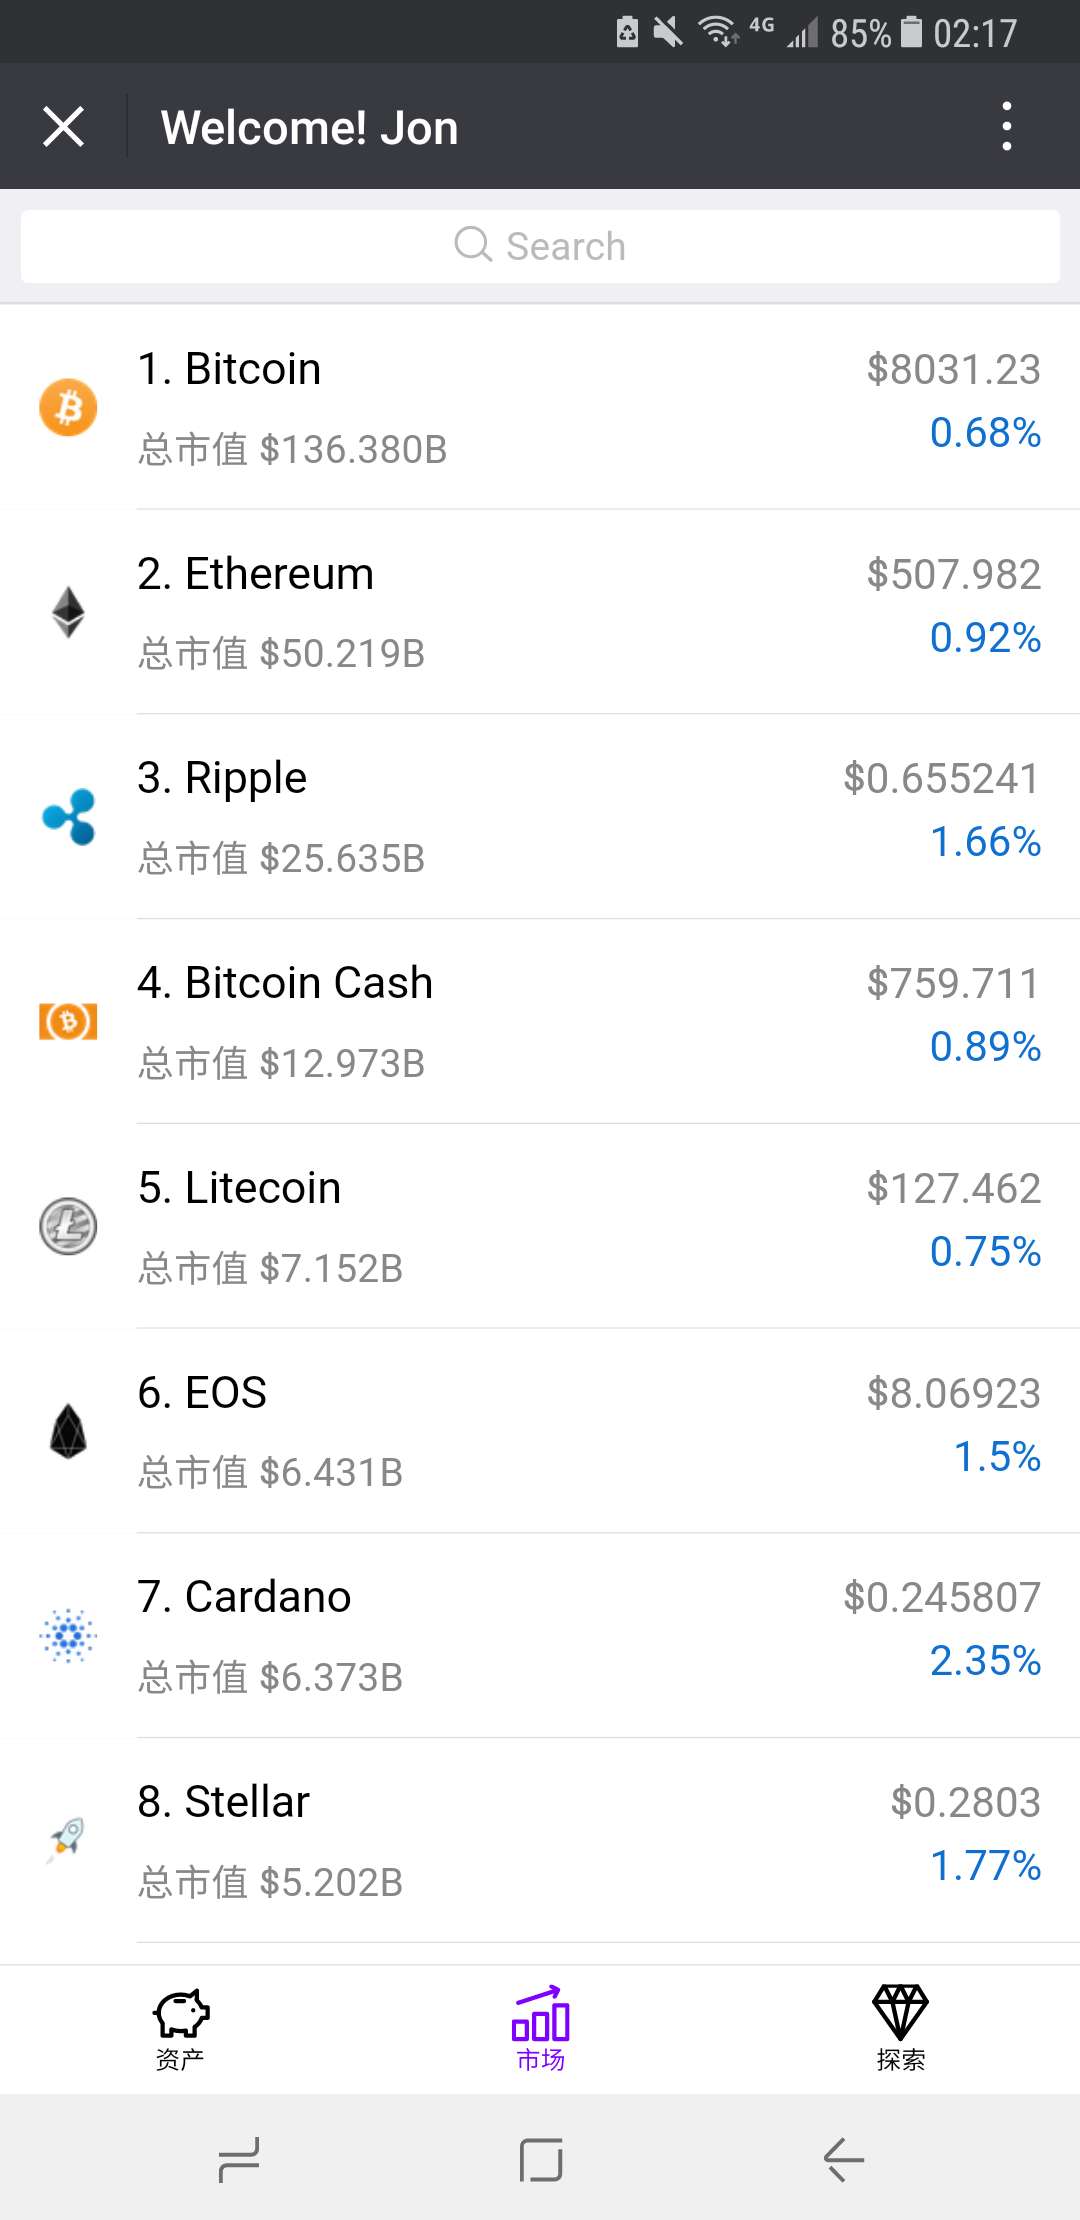 4G 85% 02:17
Welcome! Jon
Search
1. Bitcoin $8031.23
总市值 $136.380B 0.68%
2. Ethereum $507.982
总市值 $50.219B 0.92%
3. Ripple $0.655241
总市值 $25.635B 1.66%
4. Bitcoin Cash $759.711
总市值 $12.973B 0.89%
5. Litecoin $127.462
总市值 $7.152B 0.75%
6. EOS $8.06923
总市值 $6.431B 1.5%
7. Cardano $0.245807
总市值 $6.373B 2.35%
8. Stellar $0.2803
总市值 $5.202B 1.77%
资产 市场 探索